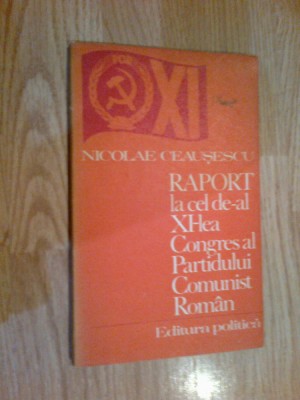 PCR
XI
NICOLAE CEAUŞESCU
RAPORT
la cel de-al
XI-lea
Congres al
Partidului
Comunist
Român
Editura politică